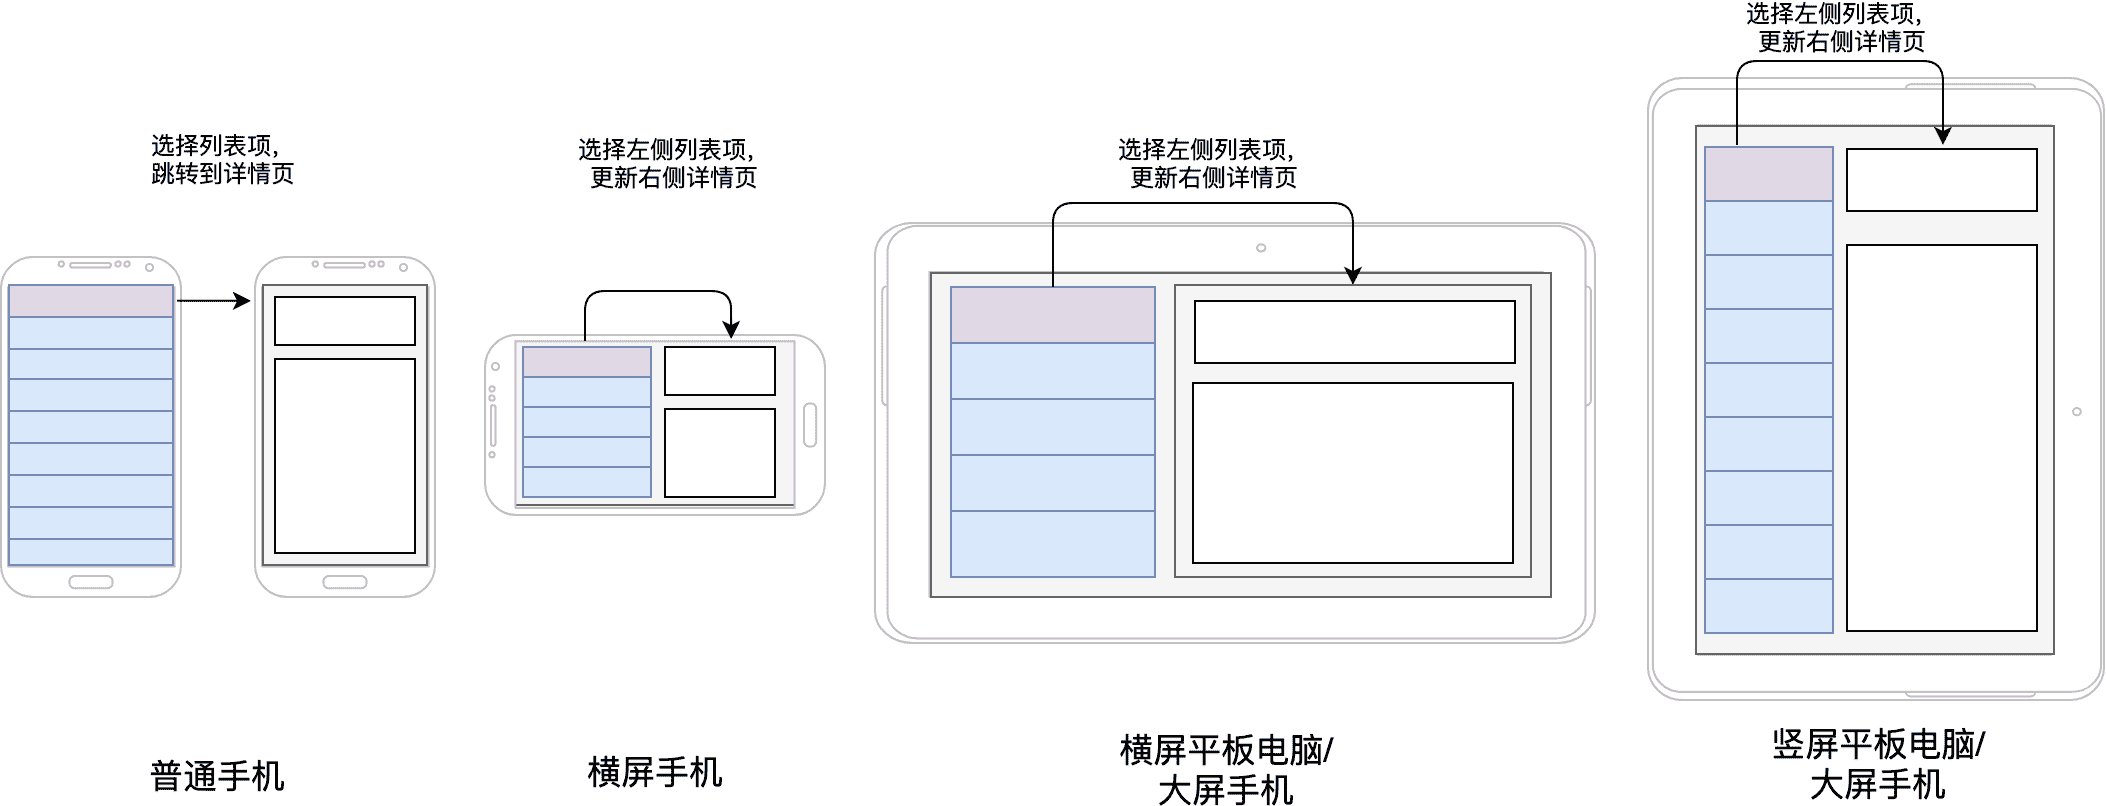 选择列表项,
跳转到详情页
选择左侧列表项,
更新右侧详情页
选择左侧列表项,
更新右侧详情页
选择左侧列表项,
更新右侧详情页
普通手机
横屏手机
横屏平板电脑/
大屏手机
竖屏平板电脑/
大屏手机